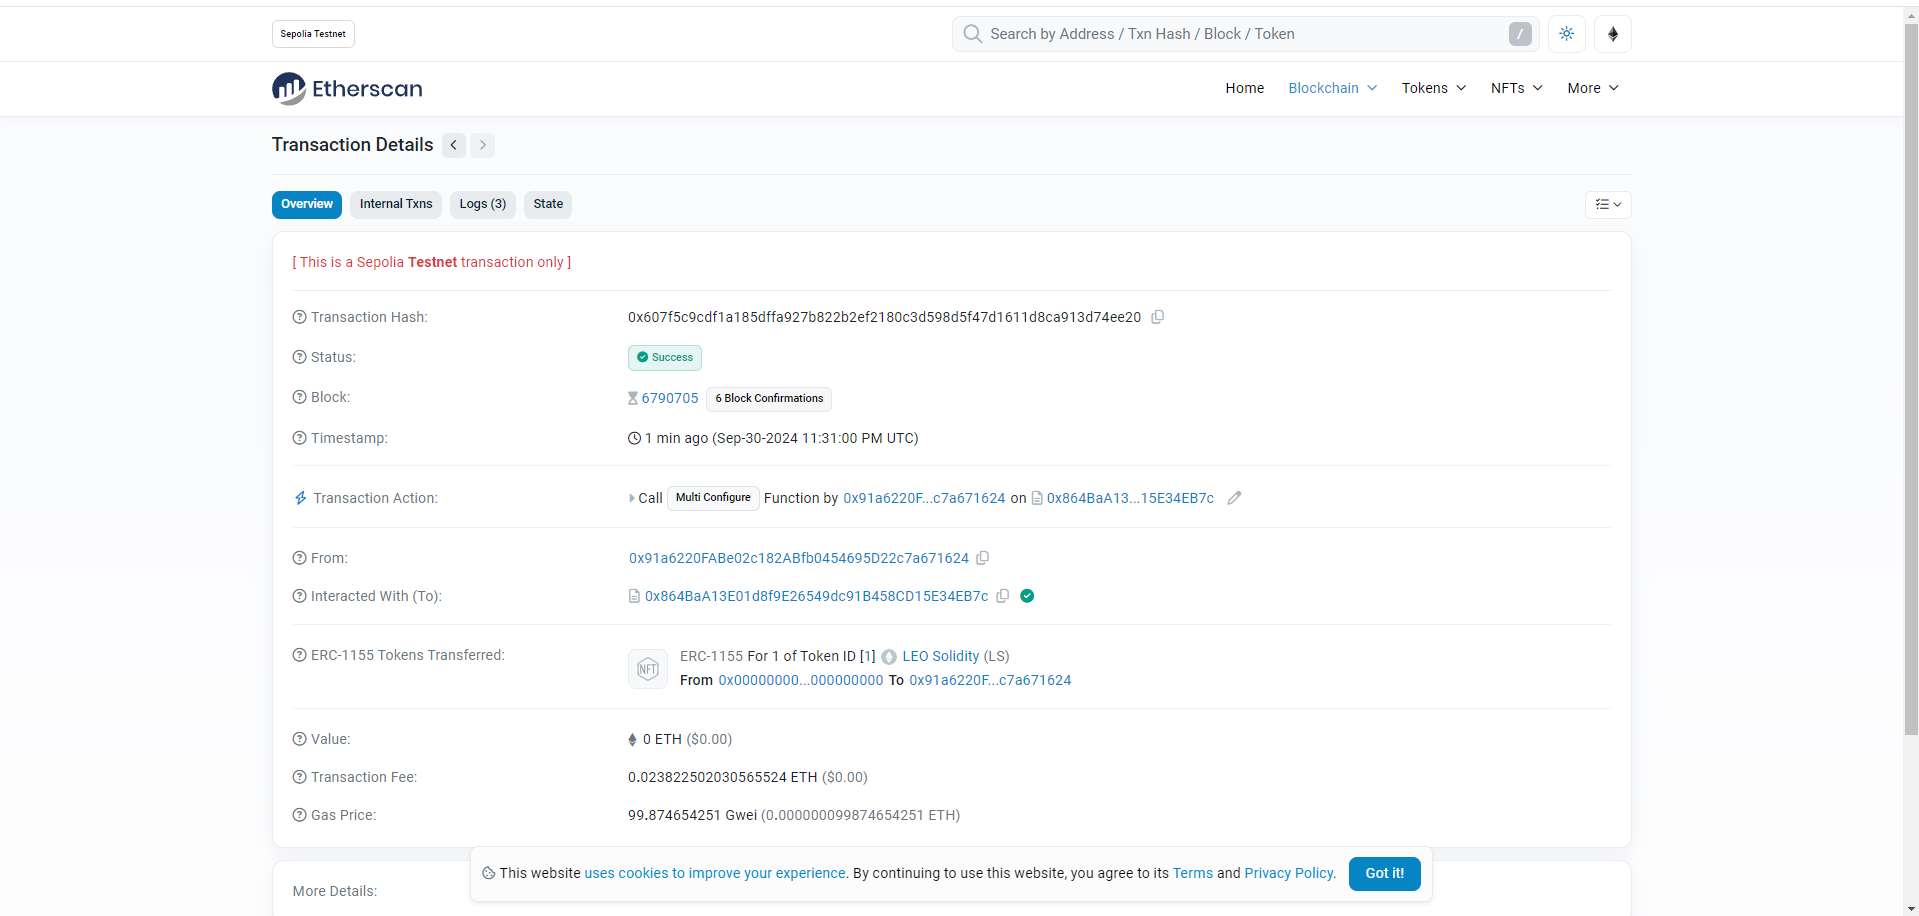 Sepolia Testnet
Search by Address / Txn Hash / Block / Token /
Etherscan
Home Blockchain Tokens NFTs More
Transaction Details
Overview Internal Txns Logs (3) State
[ This is a Sepolia Testnet transaction only ]
Transaction Hash: 0x607f5c9cdf1a185dffa927b822b2ef2180c3d598d5f47d1611d8ca913d74ee20
Status: Success
Block: 6790705 6 Block Confirmations
Timestamp: 1 min ago (Sep-30-2024 11:31:00 PM UTC)
Transaction Action: Call Multi Configure Function by 0x91a6220F...c7a671624 on 0x864BaA13...15E34EB7c
From: 0x91a6220FABe02c182ABfb0454695D22c7a671624
Interacted With (To): 0x864BaA13E01d8f9E26549dc91B458CD15E34EB7c
ERC-1155 Tokens Transferred: NFT ERC-1155 For 1 of Token ID [1] LEO Solidity (LS)
From 0x00000000...000000000 To 0x91a6220F...c7a671624
Value: 0 ETH ($0.00)
Transaction Fee: 0.023822502030565524 ETH ($0.00)
Gas Price: 99.874654251 Gwei (0.000000099874654251 ETH)
This website uses cookies to improve your experience. By continuing to use this website, you agree to its Terms and Privacy Policy. Got it!
More Details: